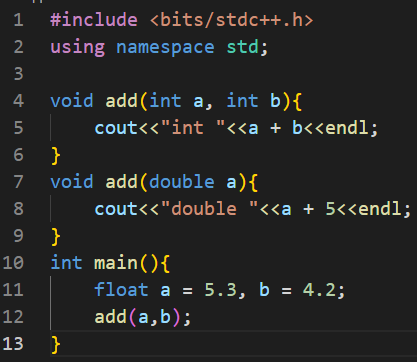 1 #include <bits/stdc++.h>
2 using namespace std;
3
4 void add(int a, int b){
5     cout<<"int "<<a + b<<endl;
6 }
7 void add(double a){
8     cout<<"double "<<a + 5<<endl;
9 }
10 int main(){
11     float a = 5.3, b = 4.2;
12     add(a,b);
13 }